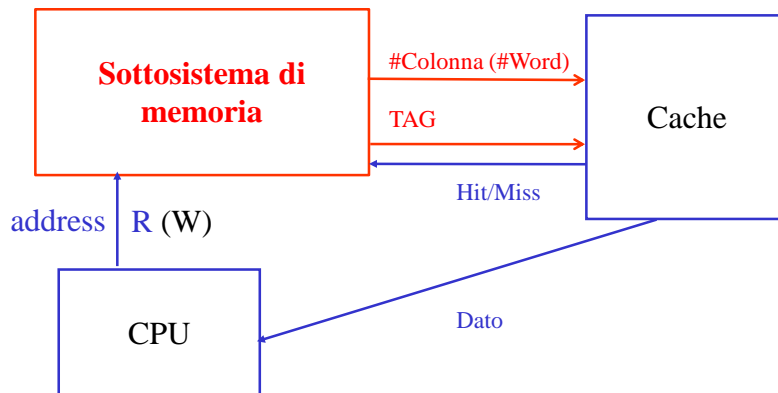 Sottosistema di
memoria
#Colonna (#Word)
TAG
Cache
Hit/Miss
address R (W)
CPU
Dato